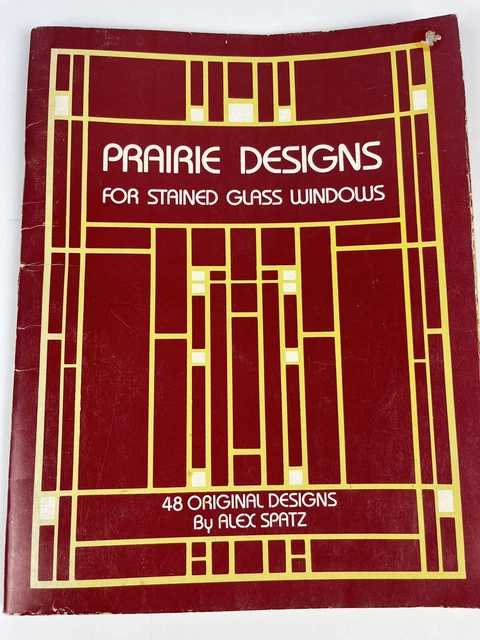 PRAIRIE DESIGNS
FOR STAINED GLASS WINDOWS
48 ORIGINAL DESIGNS
By ALEX SPATZ